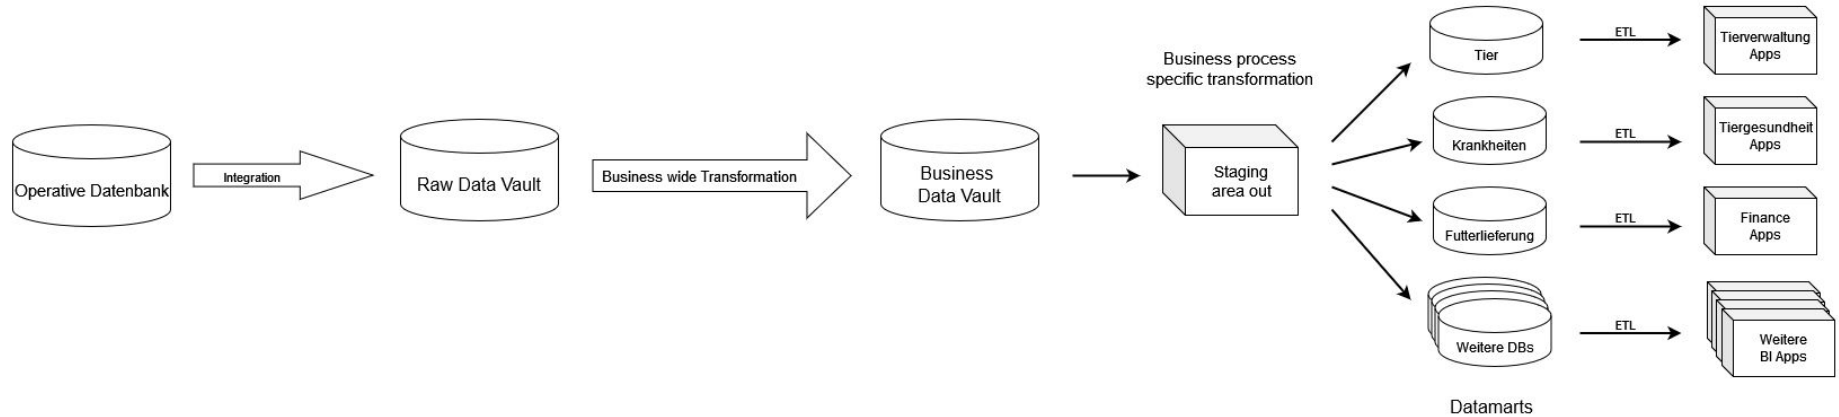 Operative Datenbank
Integration
Raw Data Vault
Business wide Transformation
Business
Data Vault
Business process
specific transformation
Staging
area out
Tier
ETL
Tierverwaltung
Apps
Krankheiten
ETL
Tiergesundheit
Apps
Futterlieferung
ETL
Finance
Apps
Weitere DBs
ETL
Weitere
BI Apps
Datamarts